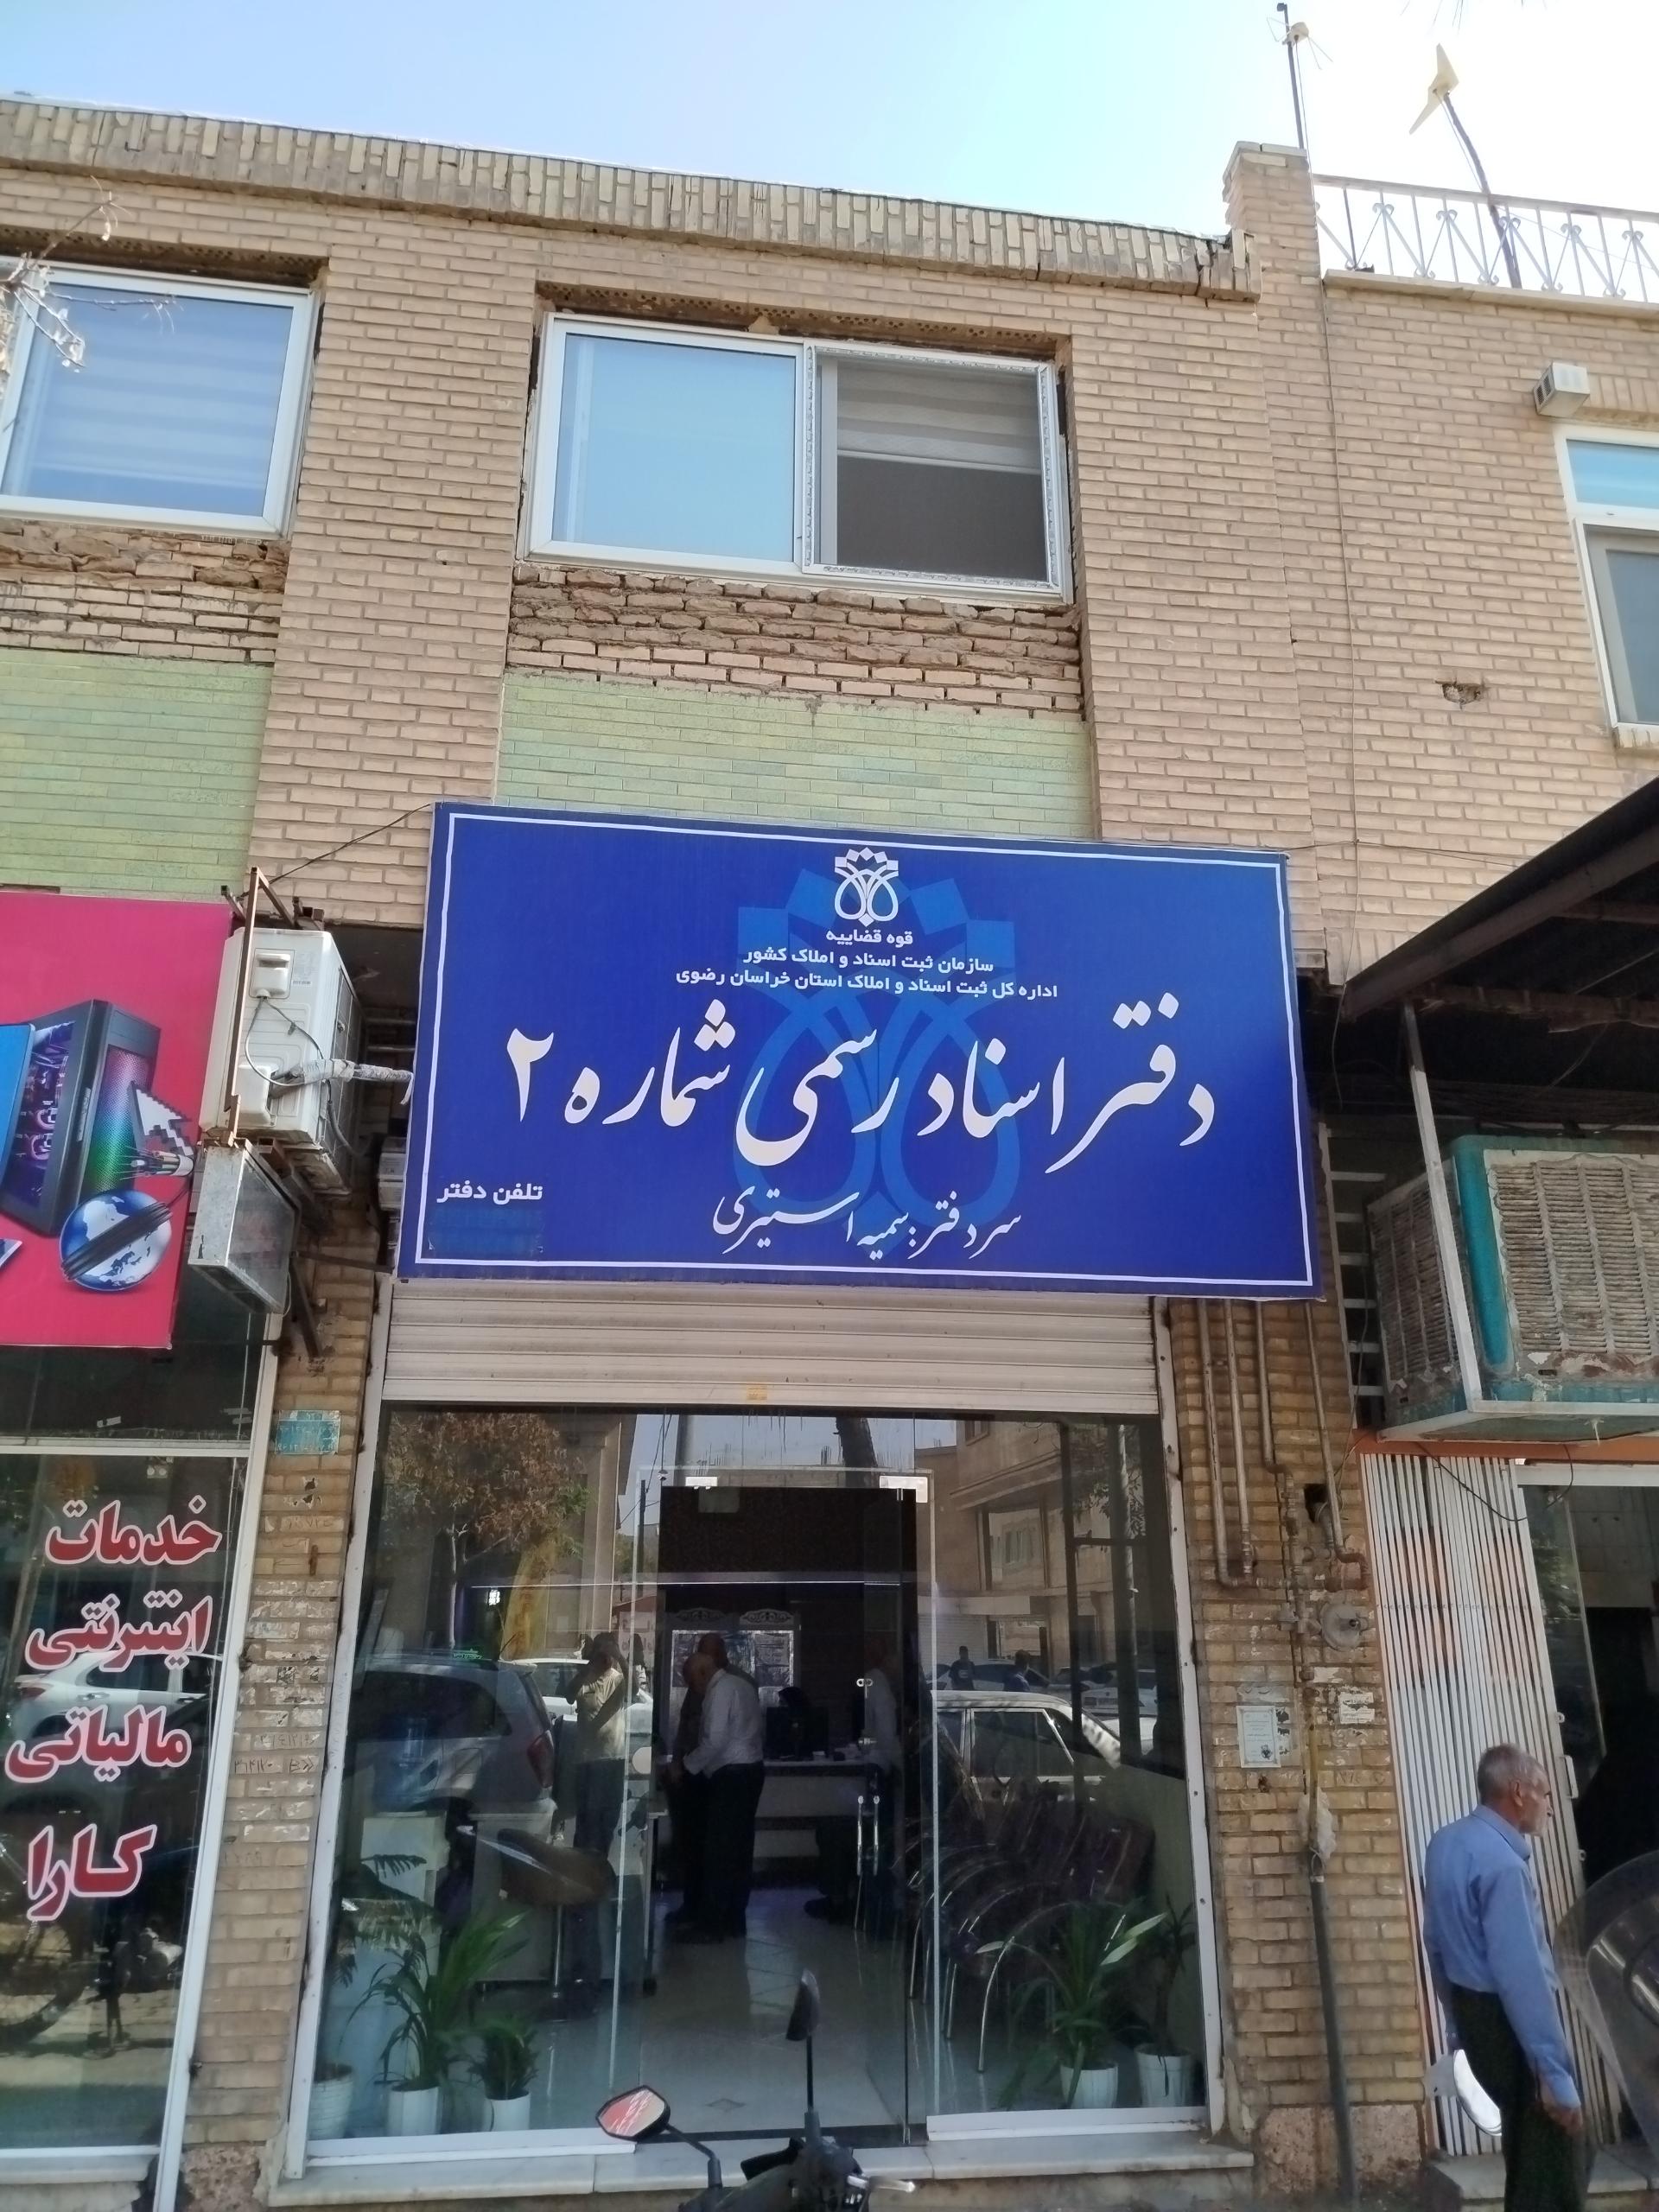 قوه قضاییه
سازمان ثبت اسناد و املاک کشور
اداره کل ثبت اسناد و املاک استان خراسان رضوی
دفتر اسناد رسمی شماره ۲
سردفتر: سمیه استیری
تلفن دفتر
خدمات
اینترنتی
مالیاتی
کارا